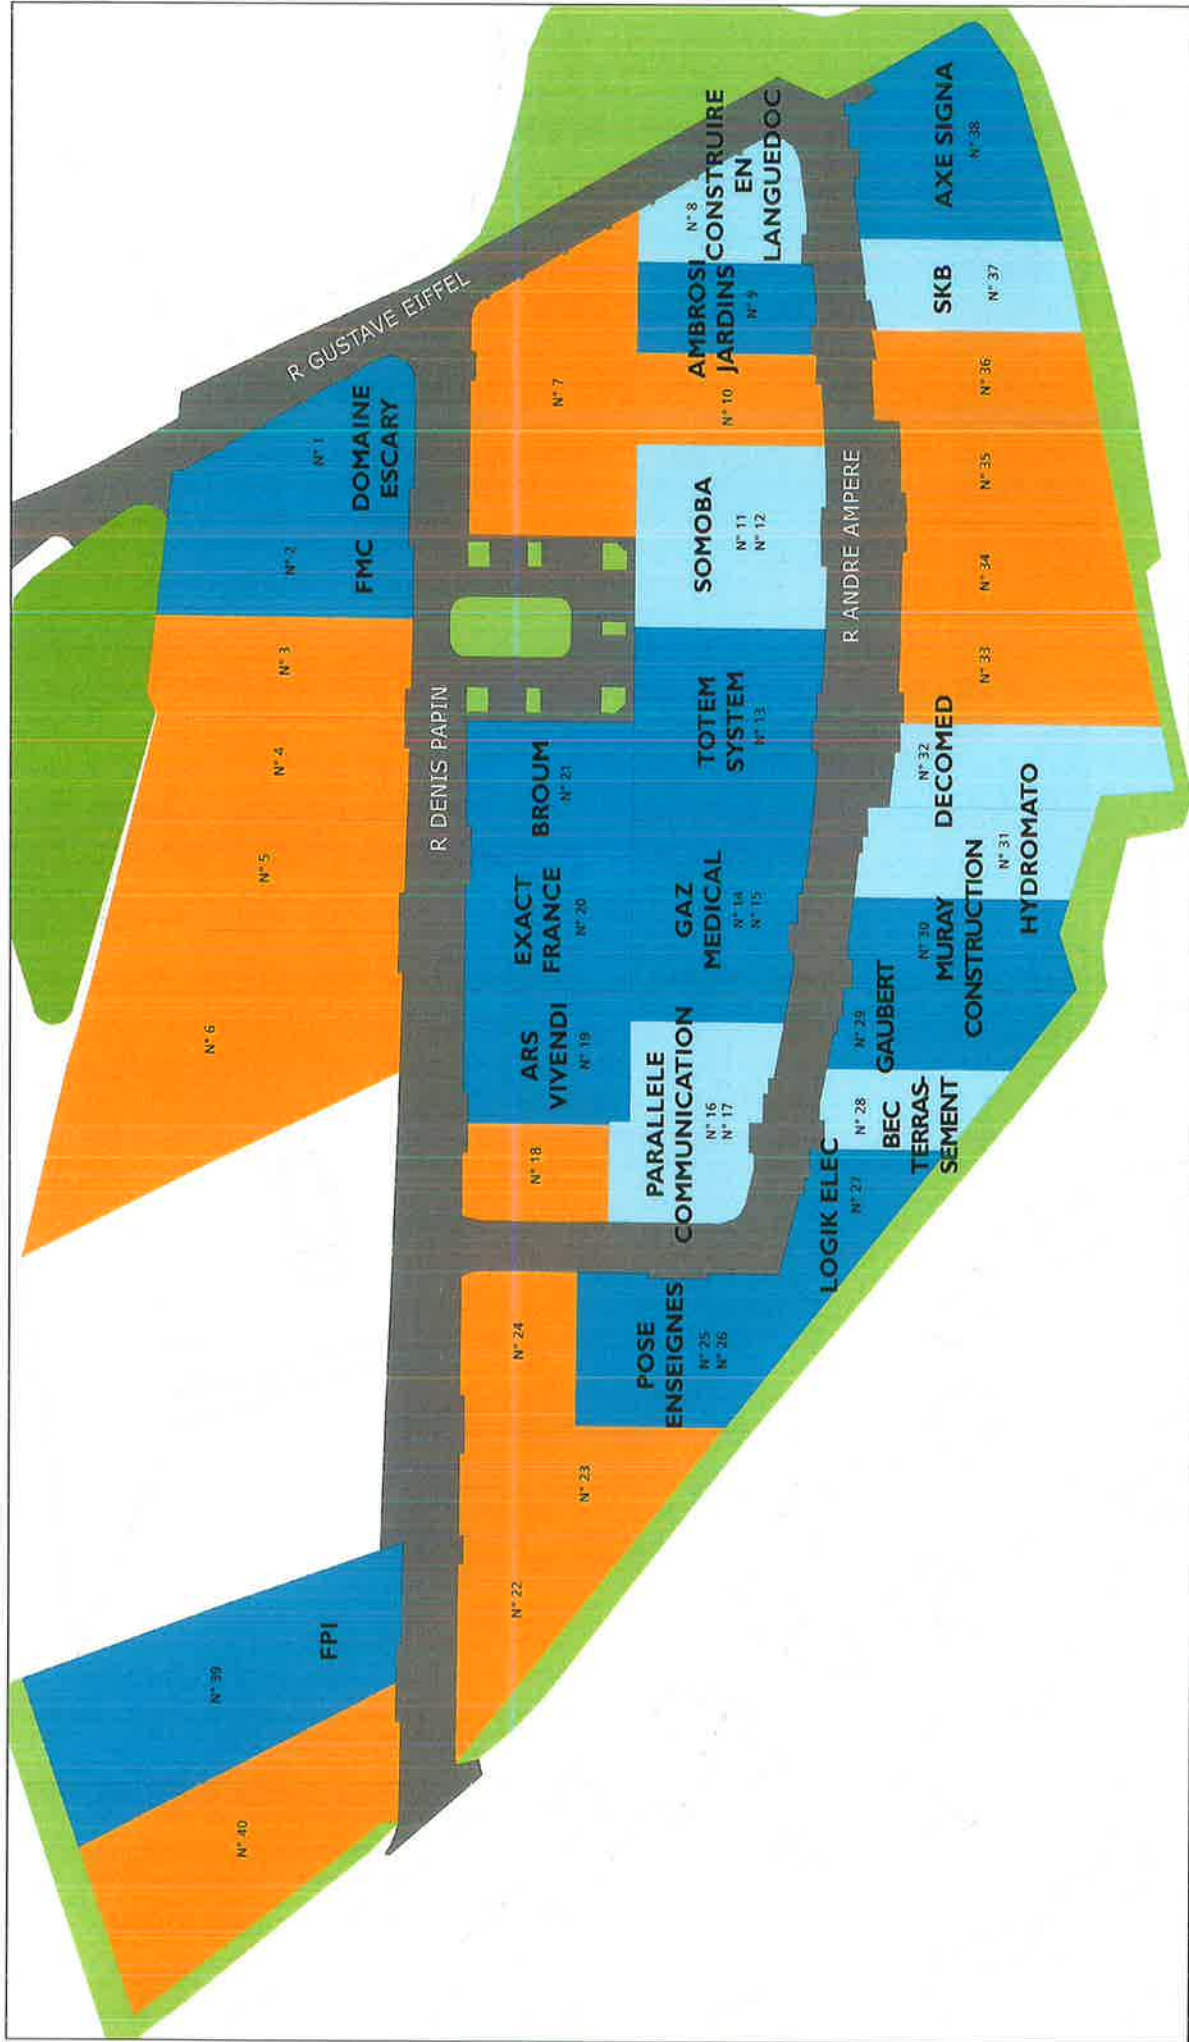 R GUSTAVE EIFFEL
R DENIS PAPIN
R ANDRE AMPERE
N° 40
N° 39
FPI
N° 6
N° 5
N° 4
N° 3
N° 2
FMC
N° 1
DOMAINE
ESCARY
N° 22
N° 23
N° 24
POSE
ENSEIGNES
N° 25
N° 26
N° 18
ARS
VIVENDI
N° 19
EXACT
FRANCE
N° 20
BROUM
N° 21
N° 7
PARALLELE
COMMUNICATION
N° 16
N° 17
GAZ
MEDICAL
N° 14
N° 15
TOTEM
SYSTEM
N° 13
SOMOBA
N° 11
N° 12
N° 10
AMBROSI
JARDINS
N° 9
N° 8
CONSTRUIRE
EN
LANGUEDOC
LOGIK ELEC
N° 27
N° 28
BEC
TERRAS-
SEMENT
N° 29
GAUBERT
N° 30
MURAY
CONSTRUCTION
N° 31
HYDROMATO
N° 32
DECOMED
N° 33
N° 34
N° 35
N° 36
SKB
N° 37
AXE SIGNA
N° 38